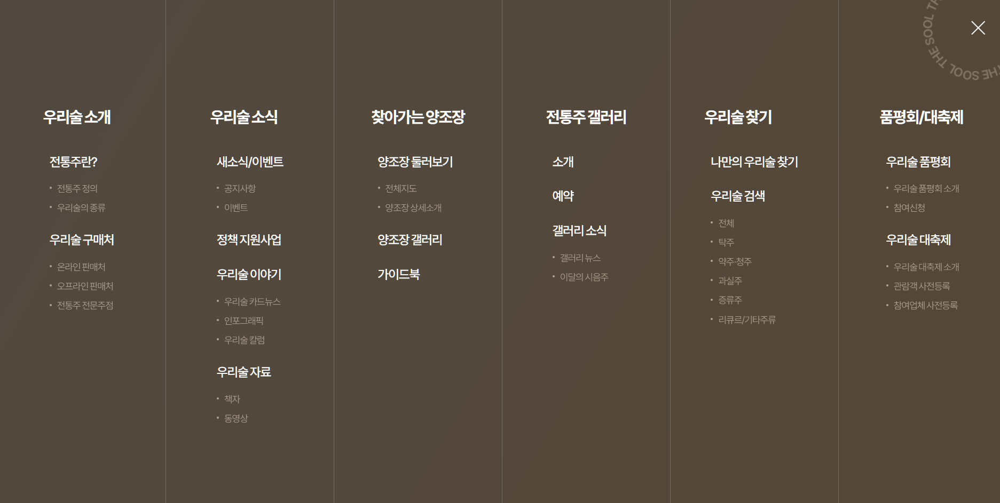 THE SOOL THE SOOL
우리술 소개
전통주란?
전통주 정의
우리술의 종류
우리술 구매처
온라인 판매처
오프라인 판매처
전통주 전문주점
우리술 소식
새소식/이벤트
공지사항
이벤트
정책 지원사업
우리술 이야기
우리술 카드뉴스
인포그래픽
우리술 칼럼
우리술 자료
책자
동영상
찾아가는 양조장
양조장 둘러보기
전체지도
양조장 상세소개
양조장 갤러리
가이드북
전통주 갤러리
소개
예약
갤러리 소식
갤러리 뉴스
이달의 시음주
우리술 찾기
나만의 우리술 찾기
우리술 검색
전체
탁주
약주·청주
과실주
증류주
리큐르/기타주류
품평회/대축제
우리술 품평회
우리술 품평회 소개
참여신청
우리술 대축제
우리술 대축제 소개
관람객 사전등록
참여업체 사전등록